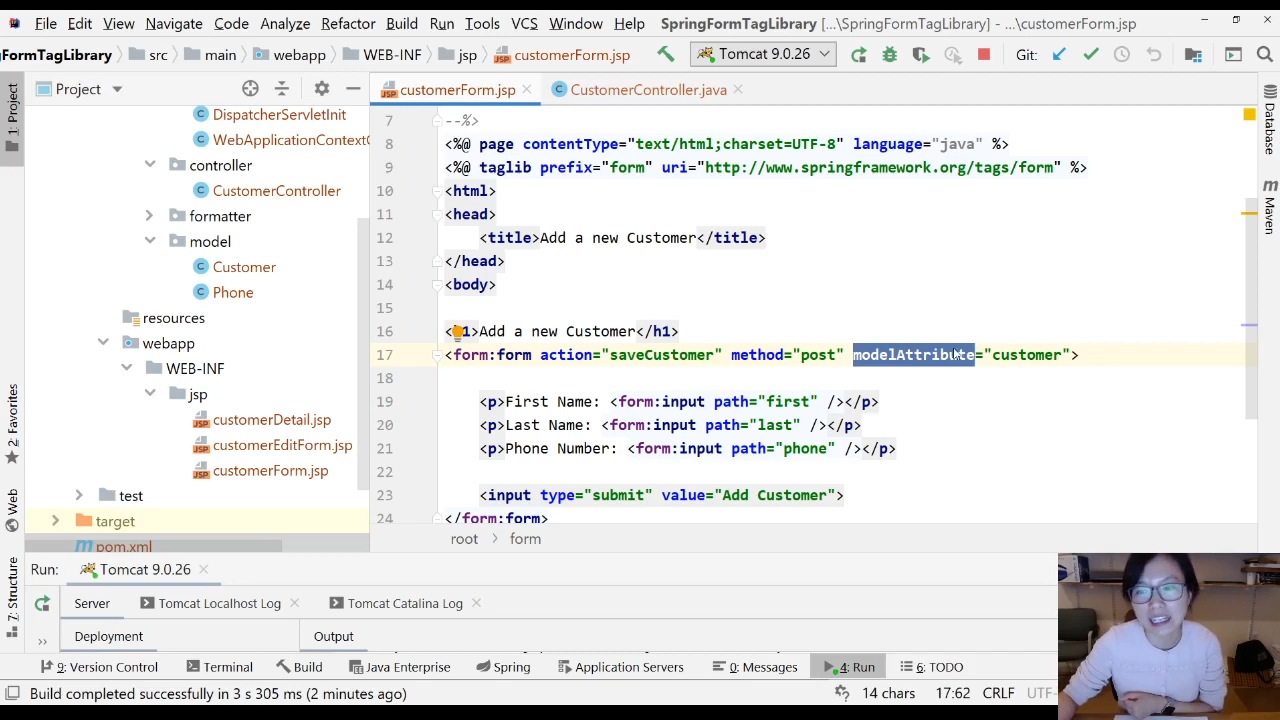 File Edit View Navigate Code Analyze Refactor Build Run Tools VCS Window Help SpringFormTagLibrary [...\SpringFormTagLibrary] - ...\customerForm.jsp
FormTagLibrary src main webapp WEB-INF jsp customerForm.jsp Tomcat 9.0.26 Git:
1: Project
Project
customerForm.jsp
CustomerController.java
DispatcherServletInit
WebApplicationContextC
controller
CustomerController
formatter
model
Customer
Phone
resources
webapp
WEB-INF
jsp
customerDetail.jsp
customerEditForm.jsp
customerForm.jsp
test
target
pom.xml
7 --%>
8 <%@ page contentType="text/html;charset=UTF-8" language="java" %>
9 <%@ taglib prefix="form" uri="http://www.springframework.org/tags/form" %>
10 <html>
11 <head>
12 <title>Add a new Customer</title>
13 </head>
14 <body>
15
16 <h1>Add a new Customer</h1>
17 <form:form action="saveCustomer" method="post" modelAttribute="customer">
18
19 <p>First Name: <form:input path="first" /></p>
20 <p>Last Name: <form:input path="last" /></p>
21 <p>Phone Number: <form:input path="phone" /></p>
22
23 <input type="submit" value="Add Customer">
24 </form:form>
root form
Database
Maven
2: Favorites
Web
7: Structure
Run: Tomcat 9.0.26
Server Tomcat Localhost Log Tomcat Catalina Log
Deployment Output
9: Version Control Terminal Build Java Enterprise Spring Application Servers 0: Messages 4: Run 6: TODO
Build completed successfully in 3 s 305 ms (2 minutes ago) 14 chars 17:62 CRLF UTF-